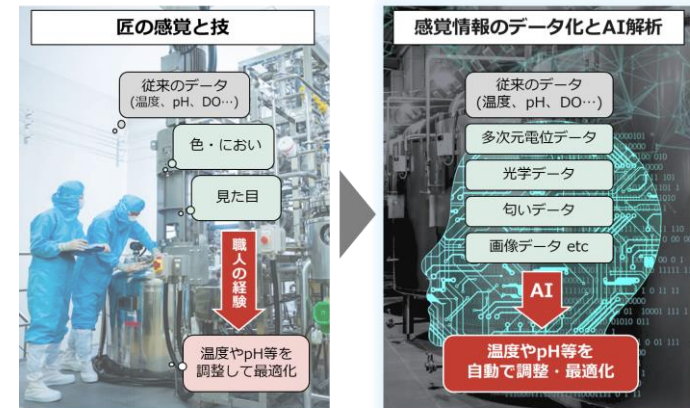 匠の感覚と技
従来のデータ
(温度、pH、DO…)
色・におい
見た目
職人の経験
温度やpH等を
調整して最適化
感覚情報のデータ化とAI解析
従来のデータ
(温度、pH、DO…)
多次元電位データ
光学データ
匂いデータ
画像データ etc
AI
温度やpH等を
自動で調整・最適化